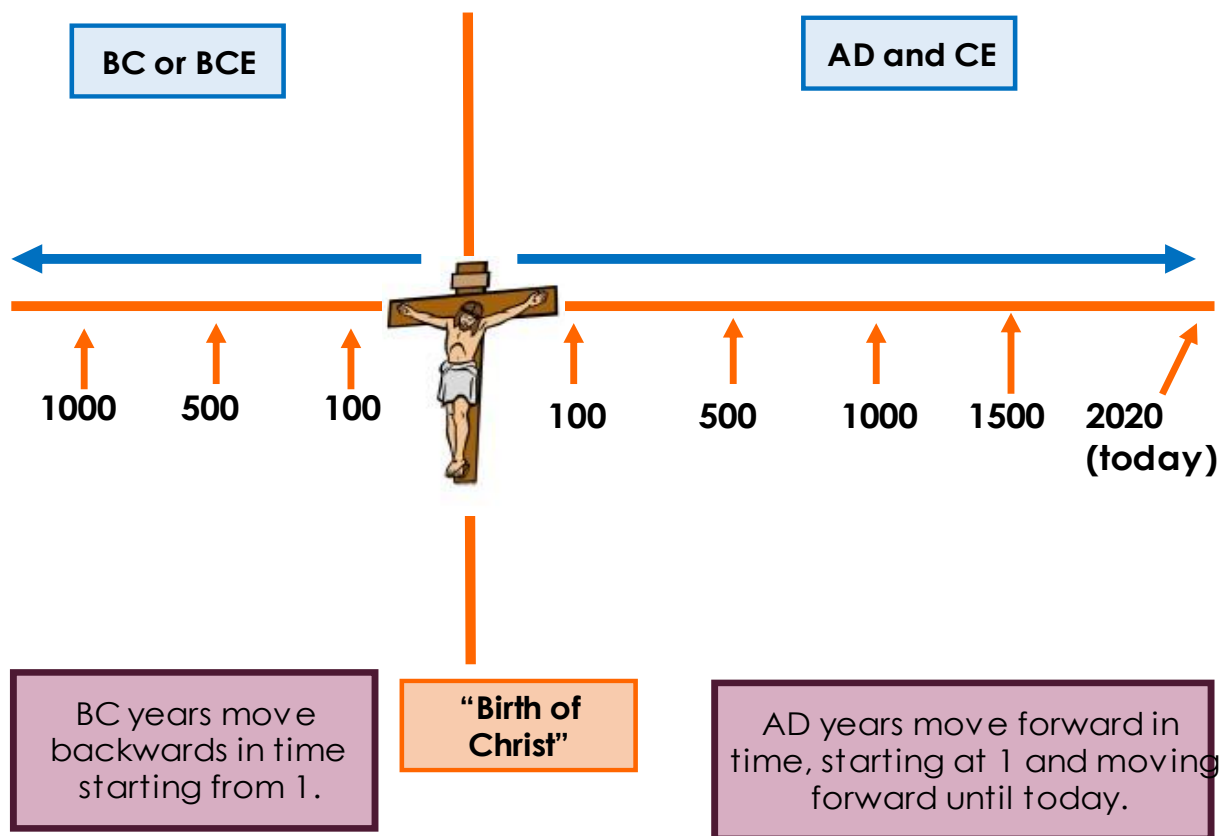 BC or BCE
AD and CE
1000
500
100
100
500
1000
1500
2020
(today)
BC years move
backwards in time
starting from 1.
“Birth of
Christ”
AD years move forward in
time, starting at 1 and moving
forward until today.